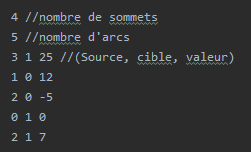 4 //nombre de sommets
5 //nombre d'arcs
3 1 25 //(Source, cible, valeur)
1 0 12
2 0 -5
0 1 0
2 1 7